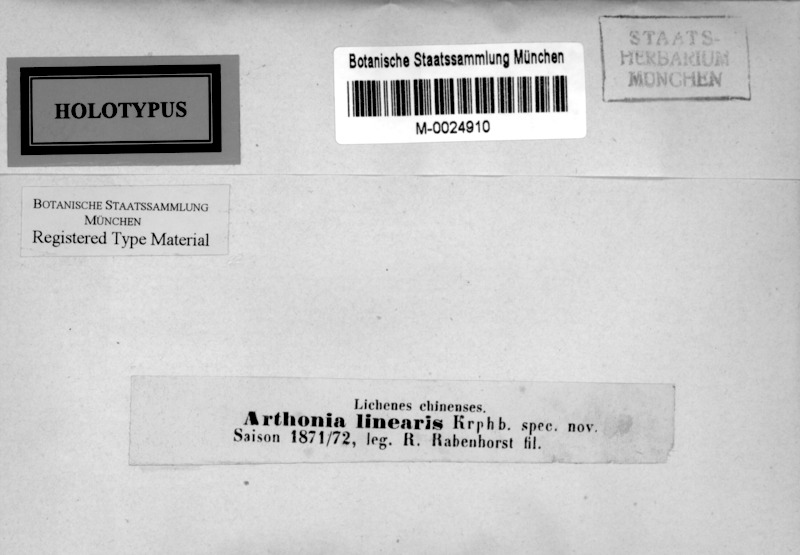 HOLOTYPUS
Botanische Staatssammlung München
M-0024910
STAATS-
HERBARIUM
MÜNCHEN
BOTANISCHE STAATSSAMMLUNG
MÜNCHEN
Registered Type Material
Lichenes chinenses.
Arthonia linearis Krphb. spec. nov.
Saison 1871/72, leg. R. Rabenhorst fil.